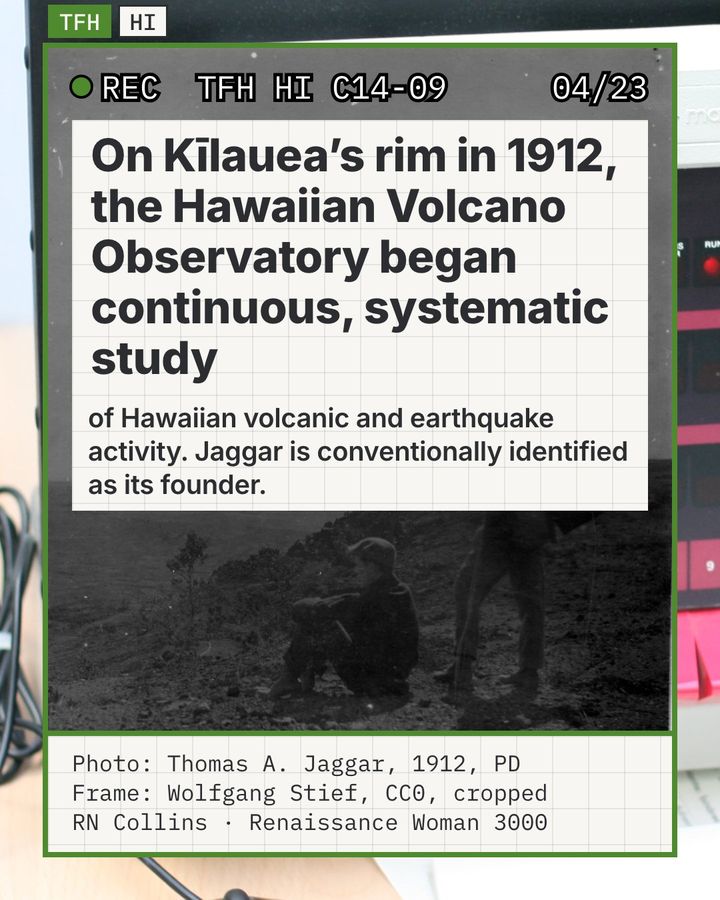 TFH HI
REC TFH HI C14-09 04/23
On Kīlauea’s rim in 1912,
the Hawaiian Volcano
Observatory began
continuous, systematic
study
of Hawaiian volcanic and earthquake
activity. Jaggar is conventionally identified
as its founder.
9
Photo: Thomas A. Jaggar, 1912, PD
Frame: Wolfgang Stief, CC0, cropped
RN Collins · Renaissance Woman 3000